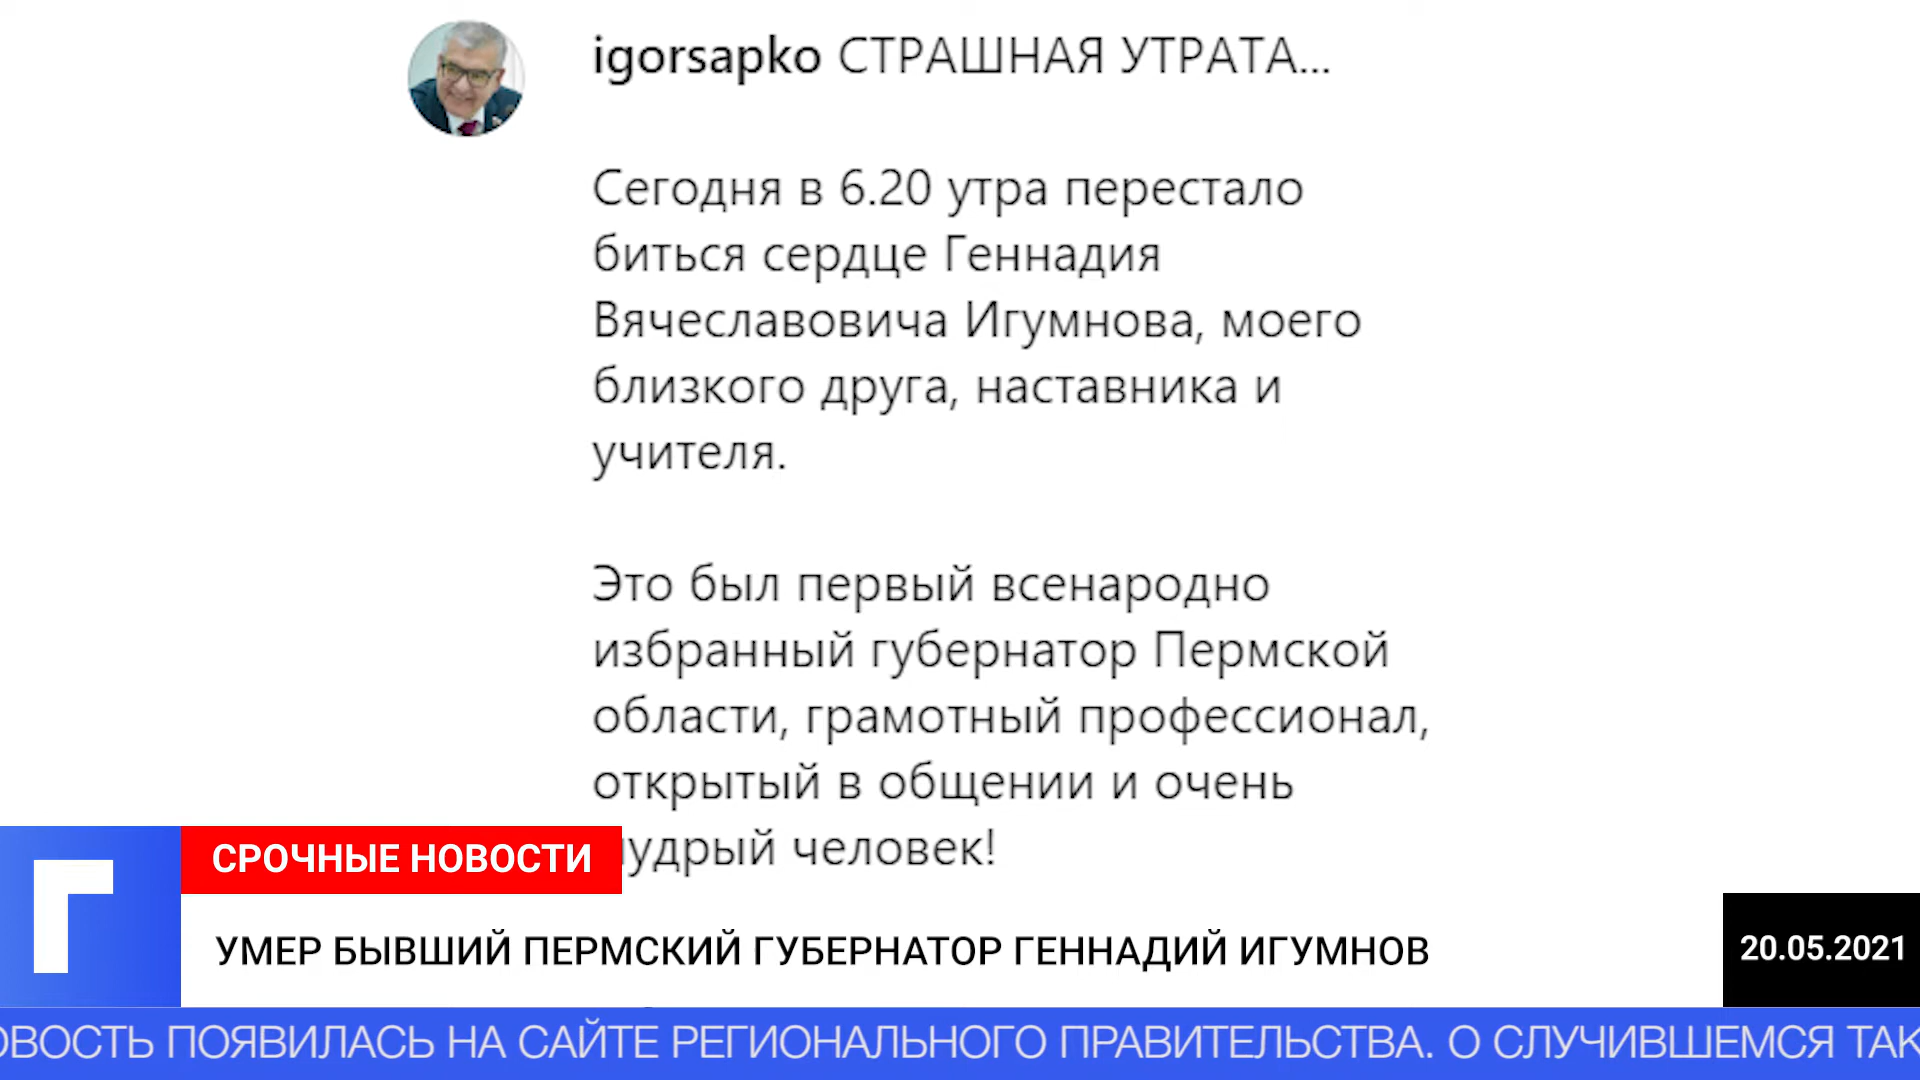 igorsapko СТРАШНАЯ УТРАТА...
Сегодня в 6.20 утра перестало
биться сердце Геннадия
Вячеславовича Игумнова, моего
близкого друга, наставника и
учителя.
Это был первый всенародно
избранный губернатор Пермской
области, грамотный профессионал,
открытый в общении и очень
человек!
Г
СРОЧНЫЕ НОВОСТИ
УМЕР БЫВШИЙ ПЕРМСКИЙ ГУБЕРНАТОР ГЕННАДИЙ ИГУМНОВ
20.05.2021
ОВОСТЬ ПОЯВИЛАСЬ НА САЙТЕ РЕГИОНАЛЬНОГО ПРАВИТЕЛЬСТВА. О СЛУЧИВШЕМСЯ ТАК